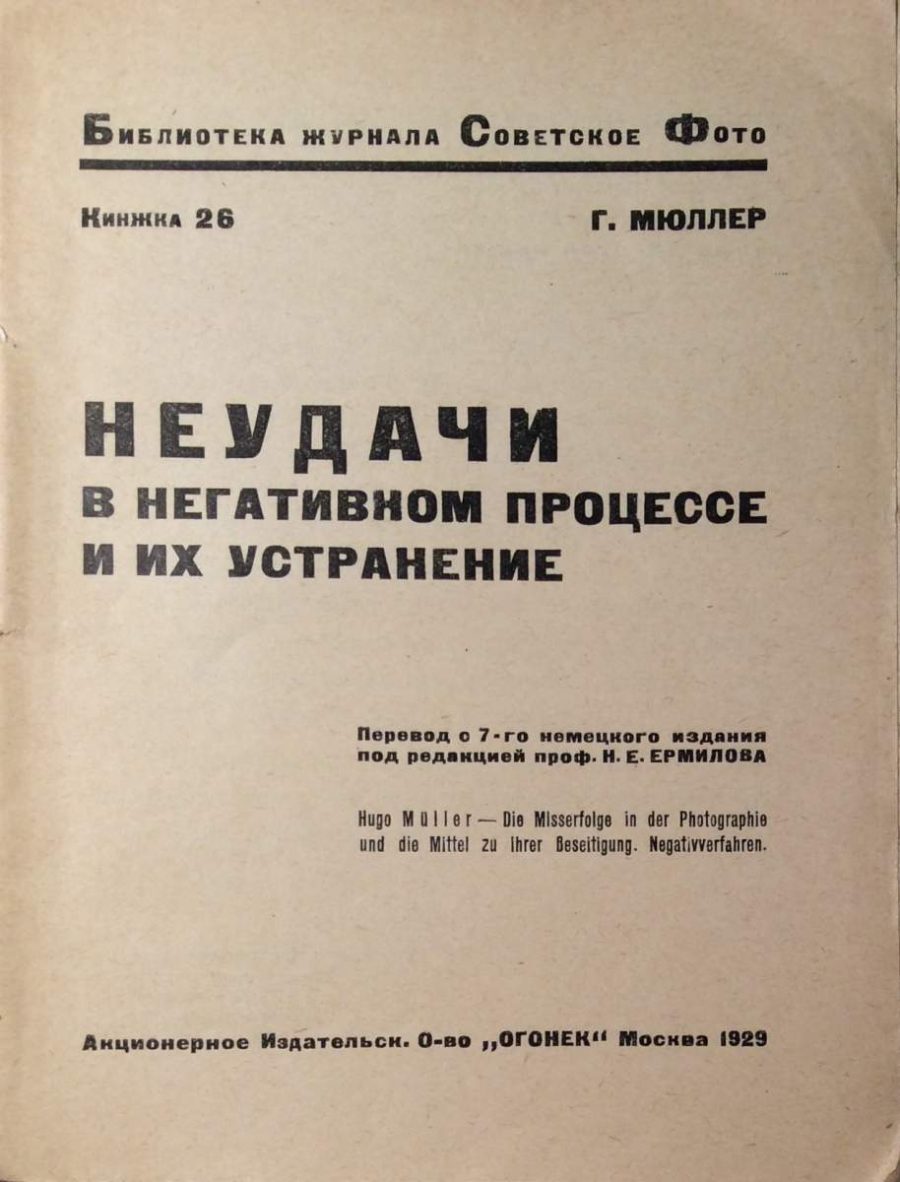 Библиотека журнала Советское Фото
Кинжка 26
Г. МЮЛЛЕР
НЕУДАЧИ
В НЕГАТИВНОМ ПРОЦЕССЕ
И ИХ УСТРАНЕНИЕ
Перевод с 7-го немецкого издания
под редакцией проф. Н. Е. ЕРМИЛОВА
Hugo Müller — Die Misserfolge in der Photographie
und die Mittel zu ihrer Beseitigung. Negativverfahren.
Акционерное Издательск. О-во „ОГОНЕК“ Москва 1929